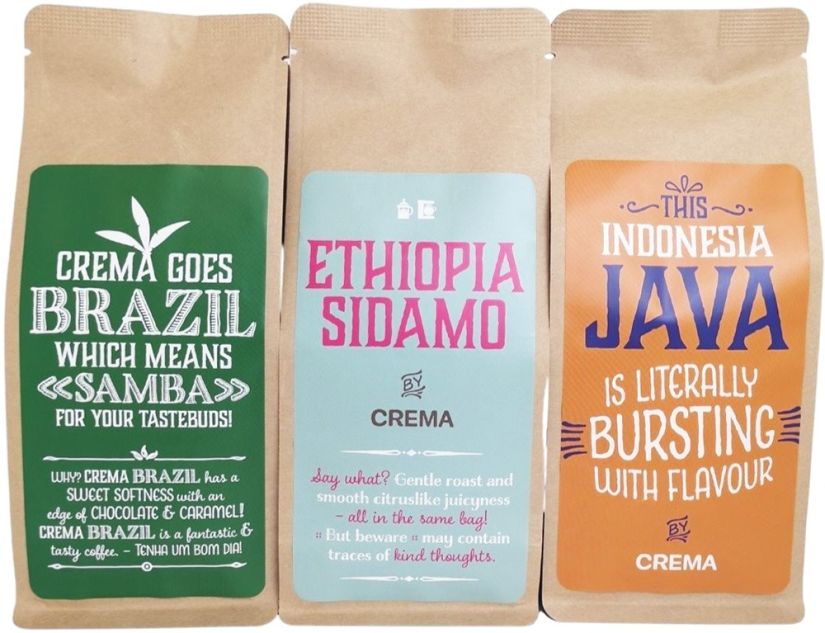 CREMA GOES
BRAZIL
WHICH MEANS
«SAMBA»
FOR YOUR TASTEBUDS!
WHY? CREMA BRAZIL has a
SWEET SOFTNESS with an
edge of CHOCOLATE & CARAMEL!
CREMA BRAZIL is a fantastic &
tasty coffee. – TENHA UM BOM DIA!
ETHIOPIA
SIDAMO
BY
CREMA
Say what? Gentle roast and
smooth citruslike juicyness
– all in the same bag!
:: But beware :: may contain
traces of kind thoughts.
THIS
INDONESIA
JAVA
IS LITERALLY
BURSTING
WITH FLAVOUR
BY
CREMA